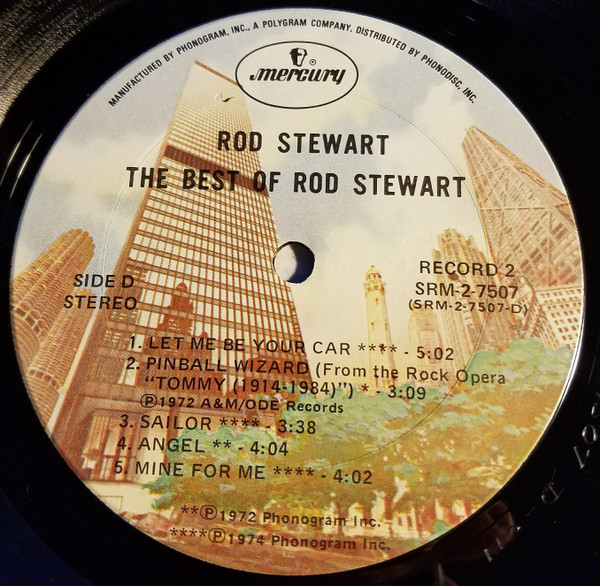 MANUFACTURED BY PHONOGRAM, INC., A POLYGRAM COMPANY. DISTRIBUTED BY PHONODISC, INC.
mercury ®
ROD STEWART
THE BEST OF ROD STEWART
SIDE D
STEREO
RECORD 2
SRM-2-7507
(SRM-2-7507-D)
1. LET ME BE YOUR CAR **** - 5:02
2. PINBALL WIZARD (From the Rock Opera
"TOMMY (1914-1984)") * - 3:09
Ⓟ1972 A&M/ODE Records
3. SAILOR **** - 3:38
4. ANGEL ** - 4:04
5. MINE FOR ME **** - 4:02
**Ⓟ1972 Phonogram Inc.
****Ⓟ1974 Phonogram Inc.